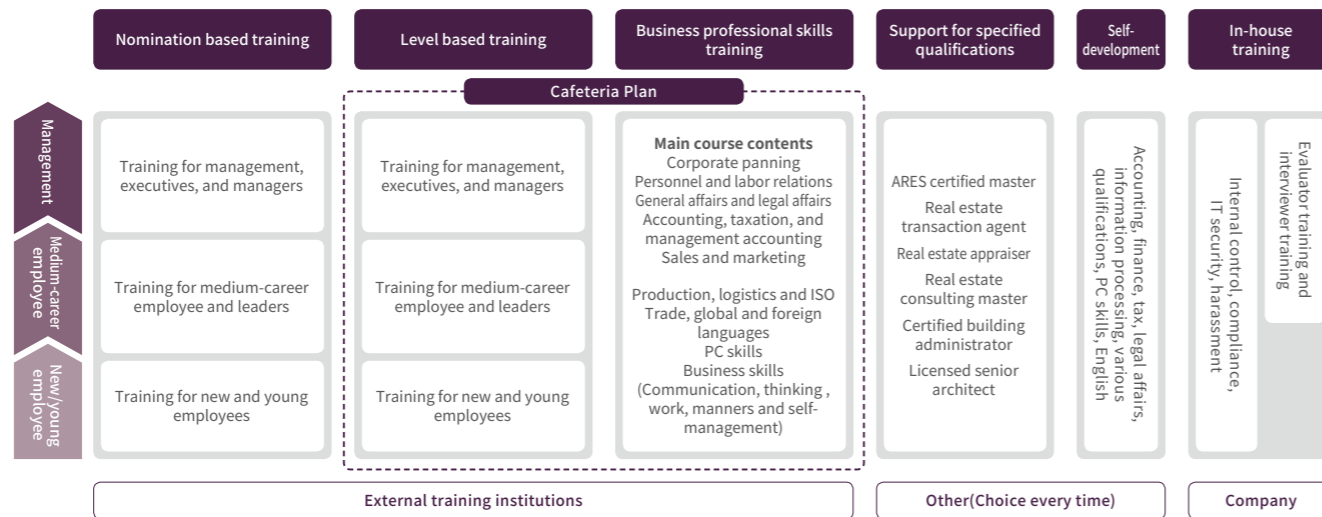 Nomination based training
Level based training
Business professional skills
training
Support for specified
qualifications
Self-
development
In-house
training
Cafeteria Plan
Management
Medium-career
employee
New/young
employee
Training for management,
executives, and managers
Training for medium-career
employee and leaders
Training for new and young
employees
Training for management,
executives, and managers
Training for medium-career
employee and leaders
Training for new and young
employees
Main course contents
Corporate panning
Personnel and labor relations
General affairs and legal affairs
Accounting, taxation, and
management accounting
Sales and marketing
Production, logistics and ISO
Trade, global and foreign
languages
PC skills
Business skills
(Communication, thinking ,
work, manners and self-
management)
ARES certified master
Real estate
transaction agent
Real estate appraiser
Real estate
consulting master
Certified building
administrator
Licensed senior
architect
Accounting, finance, tax, legal affairs,
information processing, various
qualifications, PC skills, English
Internal control, compliance,
IT security, harassment
Evaluator training and
interviewer training
External training institutions
Other(Choice every time)
Company